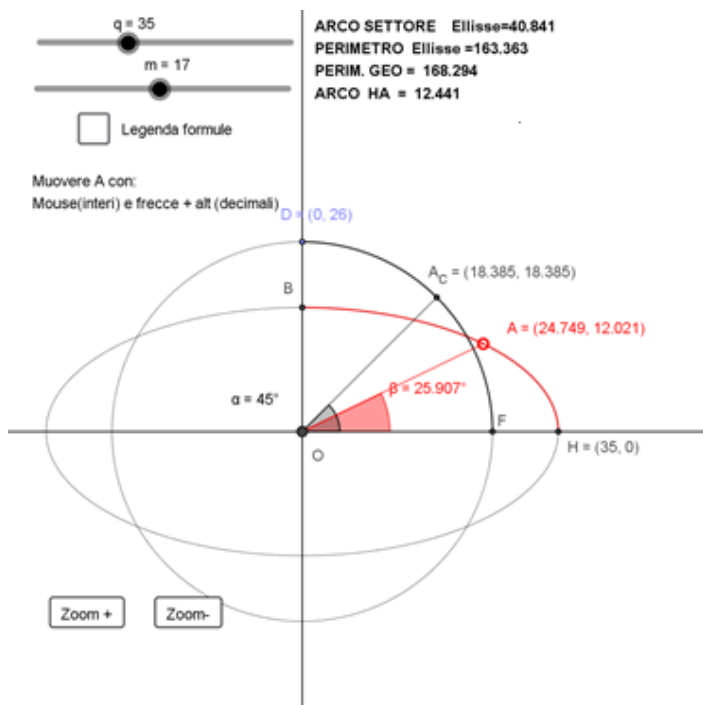 q = 35
ARCO SETTORE Ellisse=40.841
PERIMETRO Ellisse =163.363
m = 17
PERIM. GEO = 168.294
ARCO HA = 12.441
Legenda formule
Muovere A con:
Mouse(interi) e frecce + alt (decimali)
D = (0, 26)
A_C = (18.385, 18.385)
B
A = (24.749, 12.021)
β = 25.907°
α = 45°
F
H = (35, 0)
O
Zoom +
Zoom-